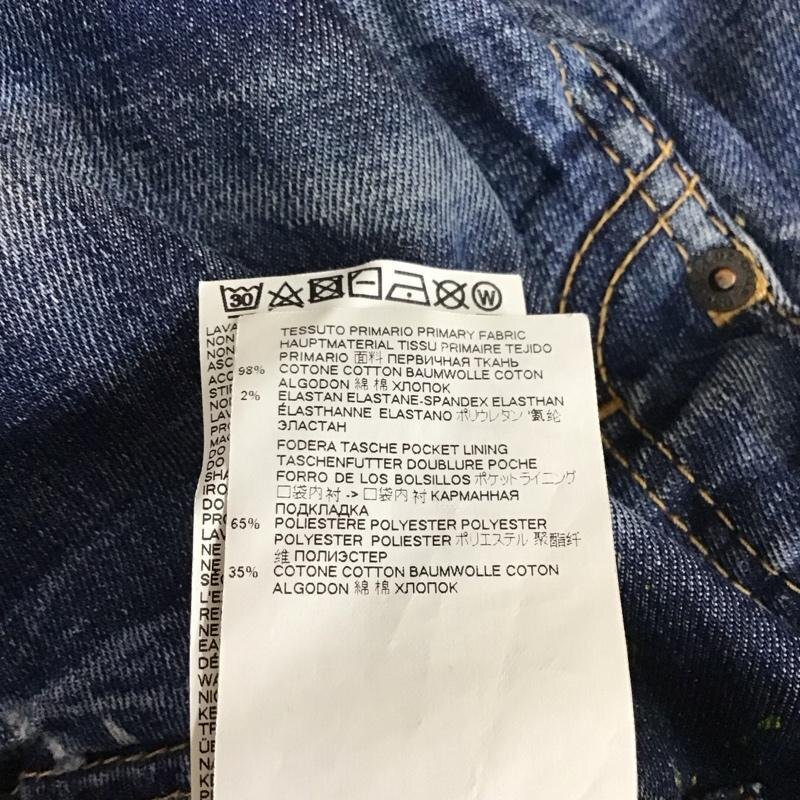 30
W
TESSUTO PRIMARIO PRIMARY FABRIC
HAUPTMATERIAL TISSU PRIMAIRE TEJIDO
PRIMARIO 面料 ПЕРВИЧНАЯ ТКАНЬ
98% COTONE COTTON BAUMWOLLE COTON
ALGODON 綿 棉 ХЛОПОК
2% ELASTAN ELASTANE-SPANDEX ELASTHAN
ÉLASTHANNE ELASTANO ポリウレタン 氨纶
ЭЛАСТАН
FODERA TASCHE POCKET LINING
TASCHENFUTTER DOUBLURE POCHE
FORRO DE LOS BOLSILLOS ポケットライニング
口袋内衬 -> 口袋内衬 КАРМАННАЯ
ПОДКЛАДКА
65% POLIESTERE POLYESTER POLYESTER
POLYESTER POLIESTER ポリエステル 聚酯纤
维 ПОЛИЭСТЕР
35% COTONE COTTON BAUMWOLLE COTON
ALGODON 綿 棉 ХЛОПОК